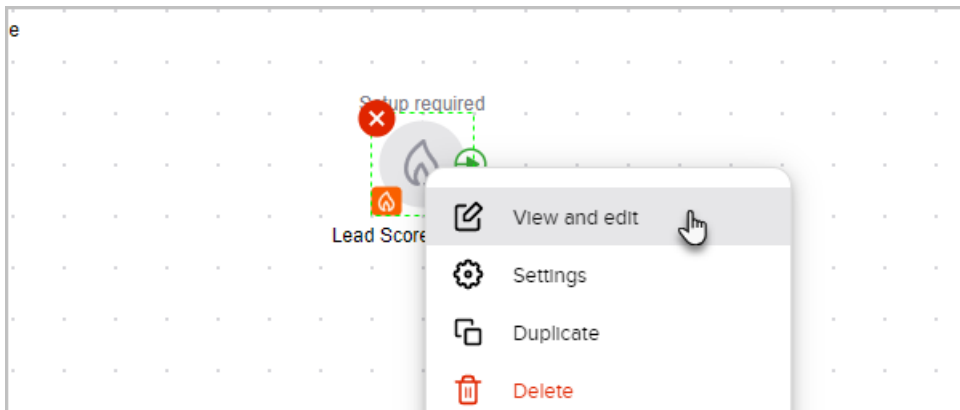 e
Setup required
Lead Score
View and edit
Settings
Duplicate
Delete